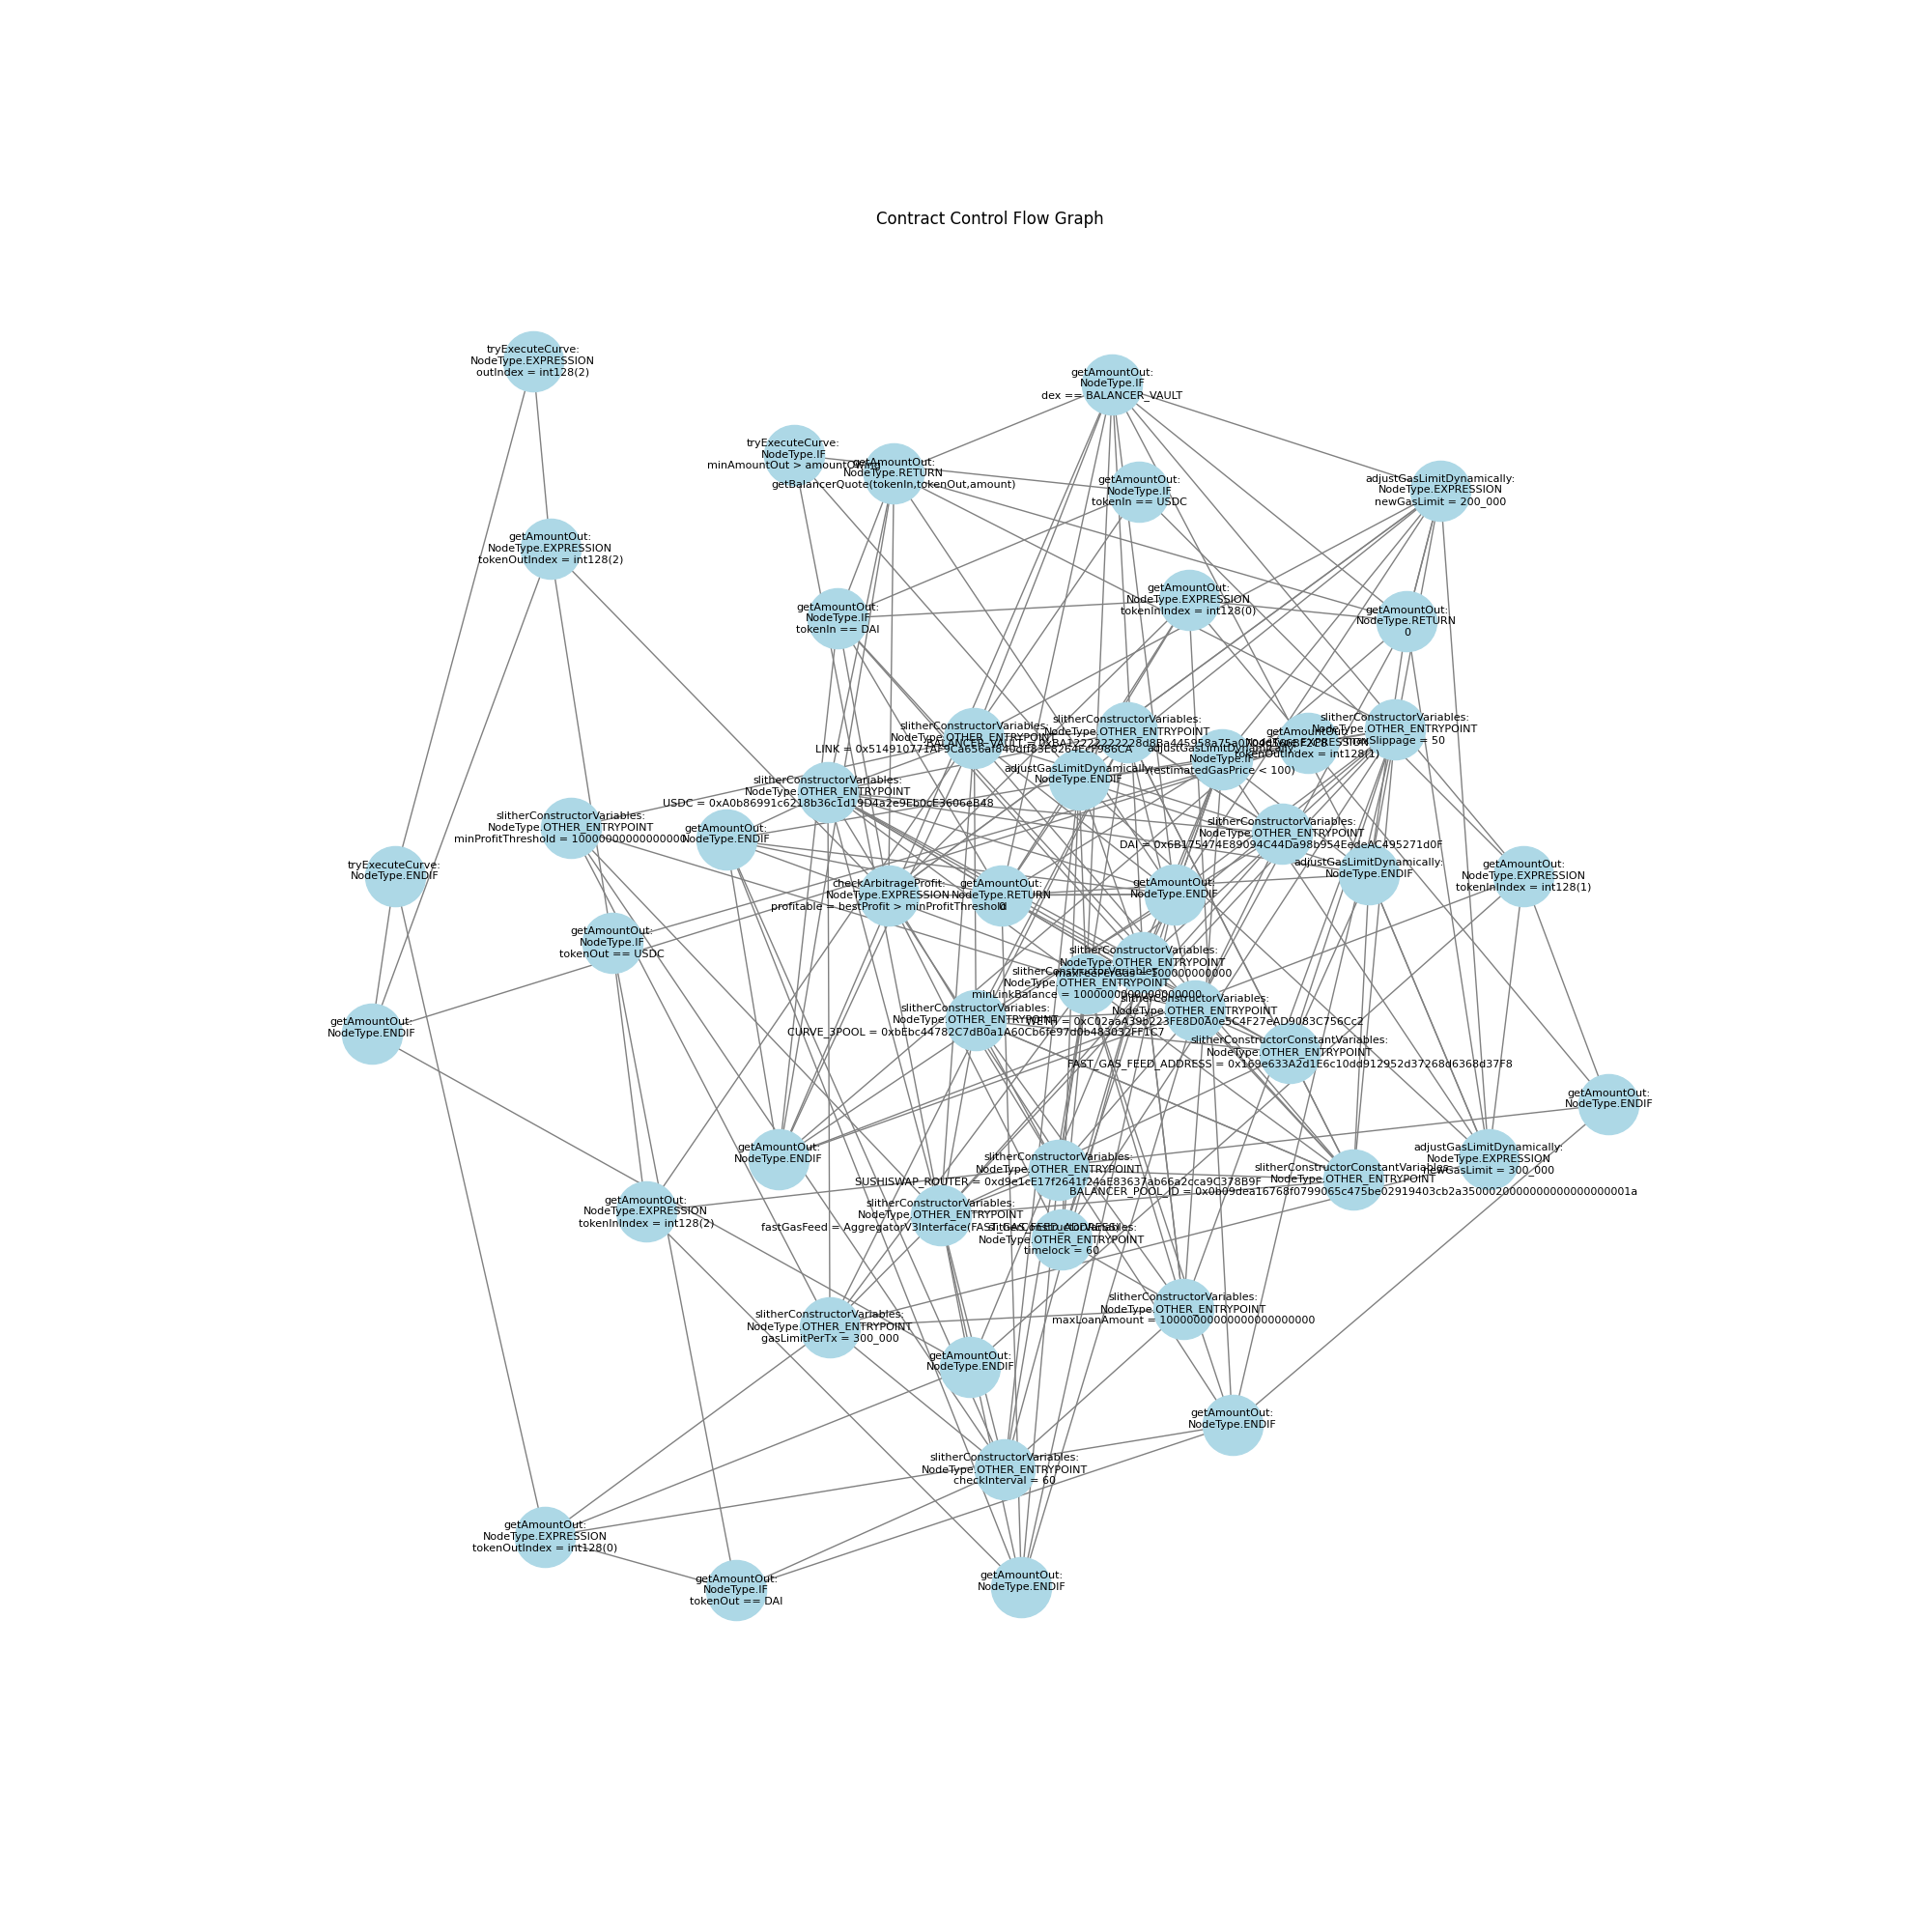 Contract Control Flow Graph
tryExecuteCurve:
NodeType.EXPRESSION
outIndex = int128(2)
getAmountOut:
NodeType.IF
dex == BALANCER_VAULT
tryExecuteCurve:
NodeType.IF
minAmountOut > amountOwing
getAmountOut:
NodeType.RETURN
getBalancerQuote(tokenIn,tokenOut,amount)
getAmountOut:
NodeType.IF
tokenIn == USDC
adjustGasLimitDynamically:
NodeType.EXPRESSION
newGasLimit = 200_000
getAmountOut:
NodeType.EXPRESSION
tokenOutIndex = int128(2)
getAmountOut:
NodeType.IF
tokenIn == DAI
getAmountOut:
NodeType.EXPRESSION
tokenInIndex = int128(0)
getAmountOut:
NodeType.RETURN
0
slitherConstructorVariables:
NodeType.OTHER_ENTRYPOINT
slitherConstructorVariables:
NodeType.OTHER_ENTRYPOINT
BALANCER_VAULT
slitherConstructorVariables:
NodeType.OTHER_ENTRYPOINT
maxSlippage = 50
getAmountOut:
NodeType.EXPRESSION
tokenOutIndex = int128(1)
adjustGasLimitDynamically:
NodeType.IF
(estimatedGasPrice < 100)
adjustGasLimitDynamically:
NodeType.ENDIF
slitherConstructorVariables:
NodeType.OTHER_ENTRYPOINT
USDC = 0xA0b86991c6218b36c1d19D4a2e9Eb0cE3606eB48
slitherConstructorVariables:
NodeType.OTHER_ENTRYPOINT
minProfitThreshold =
getAmountOut:
NodeType.ENDIF
slitherConstructorVariables:
NodeType.OTHER_ENTRYPOINT
DAI = 0x6B175474E89094C44Da98b954EedeAC495271d0F
adjustGasLimitDynamically:
NodeType.ENDIF
getAmountOut:
NodeType.EXPRESSION
tokenInIndex = int128(1)
tryExecuteCurve:
NodeType.ENDIF
checkArbitrageProfit:
NodeType.EXPRESSION
profitable = bestProfit > minProfitThreshold
getAmountOut:
NodeType.RETURN
0
getAmountOut:
NodeType.ENDIF
getAmountOut:
NodeType.IF
tokenOut == USDC
slitherConstructorVariables:
NodeType.OTHER_ENTRYPOINT
maxFeePerGas = 100000000000
slitherConstructorVariables:
NodeType.OTHER_ENTRYPOINT
minLinkBalance =
slitherConstructorVariables:
NodeType.OTHER_ENTRYPOINT
WETH = 0xC02aaA39b223FE8D0A0e5C4F27eAD9083C756Cc2
slitherConstructorVariables:
NodeType.OTHER_ENTRYPOINT
CURVE_3POOL = 0xbEbc44782C7dB0a1A60Cb6fe97d0b483032FF1C7
getAmountOut:
NodeType.ENDIF
slitherConstructorConstantVariables:
NodeType.OTHER_ENTRYPOINT
FAST_GAS_FEED_ADDRESS = 0x169e633A2d1E6c10dd912952d37268d6368d37F8
getAmountOut:
NodeType.ENDIF
getAmountOut:
NodeType.ENDIF
adjustGasLimitDynamically:
NodeType.EXPRESSION
newGasLimit = 300_000
slitherConstructorVariables:
NodeType.OTHER_ENTRYPOINT
SUSHISWAP_ROUTER = 0xd9e1cE17f2641f24aE83637ab66a2cca9C378B9F
slitherConstructorConstantVariables:
NodeType.OTHER_ENTRYPOINT
BALANCER_POOL_ID =
getAmountOut:
NodeType.EXPRESSION
tokenInIndex = int128(2)
slitherConstructorVariables:
NodeType.OTHER_ENTRYPOINT
fastGasFeed = AggregatorV3Interface(FAST_GAS_FEED_ADDRESS)
slitherConstructorVariables:
NodeType.OTHER_ENTRYPOINT
timelock = 60
slitherConstructorVariables:
NodeType.OTHER_ENTRYPOINT
maxLoanAmount =
slitherConstructorVariables:
NodeType.OTHER_ENTRYPOINT
gasLimitPerTx = 300_000
getAmountOut:
NodeType.ENDIF
getAmountOut:
NodeType.ENDIF
slitherConstructorVariables:
NodeType.OTHER_ENTRYPOINT
checkInterval = 60
getAmountOut:
NodeType.EXPRESSION
tokenOutIndex = int128(0)
getAmountOut:
NodeType.IF
tokenOut == DAI
getAmountOut:
NodeType.ENDIF